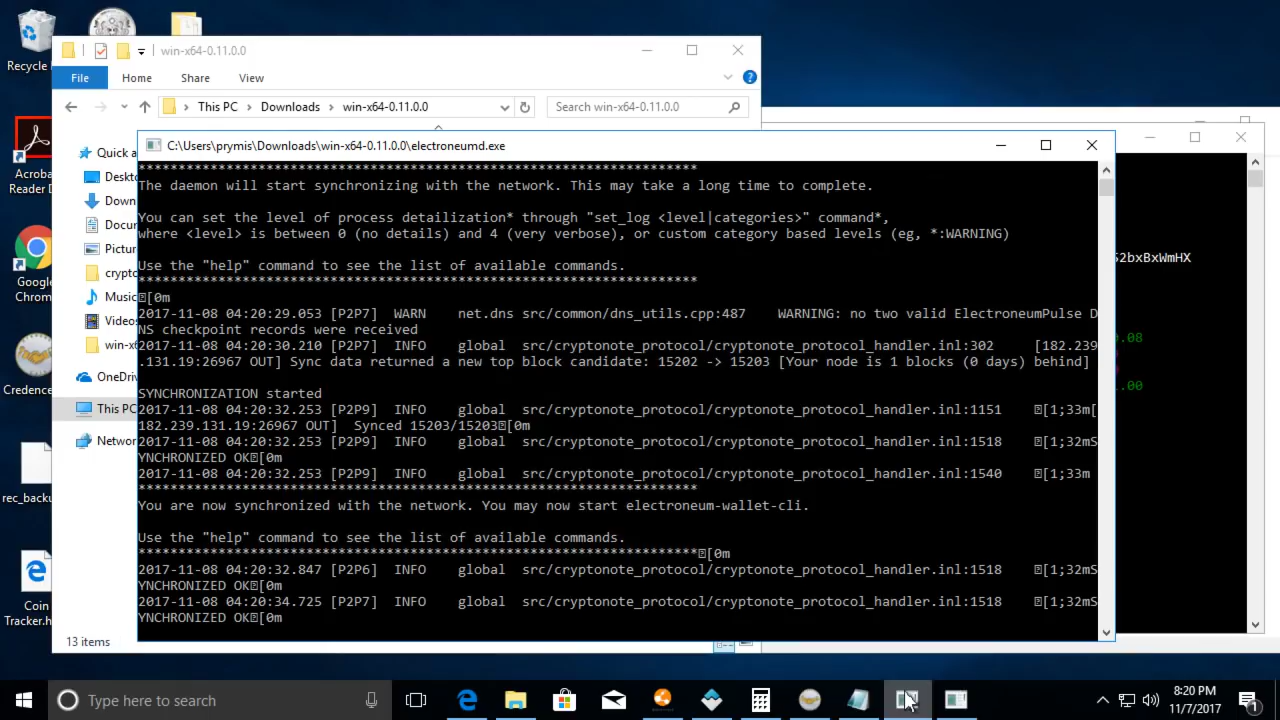 Recycle
win-x64-0.11.0.0
File Home Share View
This PC Downloads win-x64-0.11.0.0 Search win-x64-0.11.0.0
C:\Users\prymis\Downloads\win-x64-0.11.0.0\electroneumd.exe
Quick a
Deskto
Down
Docur
Pictur
crypto
Music
Videos
win-x6
OneDriv
This PC
Networ
13 items
Acroba
Reader D
Google
Chrom
Credence
rec_backu
Coin
Tracker.h
**********************************************************************
The daemon will start synchronizing with the network. This may take a long time to complete.
You can set the level of process detailization* through "set_log <level|categories>" command*,
where <level> is between 0 (no details) and 4 (very verbose), or custom category based levels (eg, *:WARNING)
Use the "help" command to see the list of available commands.
**********************************************************************
[0m
2017-11-08 04:20:29.053 [P2P7] WARN net.dns src/common/dns_utils.cpp:487 WARNING: no two valid ElectroneumPulse D
NS checkpoint records were received
2017-11-08 04:20:30.210 [P2P7] INFO global src/cryptonote_protocol/cryptonote_protocol_handler.inl:302 [182.239
.131.19:26967 OUT] Sync data returned a new top block candidate: 15202 -> 15203 [Your node is 1 blocks (0 days) behind]
SYNCHRONIZATION started
2017-11-08 04:20:32.253 [P2P9] INFO global src/cryptonote_protocol/cryptonote_protocol_handler.inl:1151 [1;33m[
182.239.131.19:26967 OUT] Synced 15203/15203[0m
2017-11-08 04:20:32.253 [P2P9] INFO global src/cryptonote_protocol/cryptonote_protocol_handler.inl:1518 [1;32mS
YNCHRONIZED OK[0m
2017-11-08 04:20:32.253 [P2P9] INFO global src/cryptonote_protocol/cryptonote_protocol_handler.inl:1540 [1;33m
**********************************************************************
You are now synchronized with the network. You may now start electroneum-wallet-cli.
Use the "help" command to see the list of available commands.
**********************************************************************[0m
2017-11-08 04:20:32.847 [P2P6] INFO global src/cryptonote_protocol/cryptonote_protocol_handler.inl:1518 [1;32mS
YNCHRONIZED OK[0m
2017-11-08 04:20:34.725 [P2P7] INFO global src/cryptonote_protocol/cryptonote_protocol_handler.inl:1518 [1;32mS
YNCHRONIZED OK[0m
S2bxBxWmHX
.08
.00
Type here to search
8:20 PM
11/7/2017
1